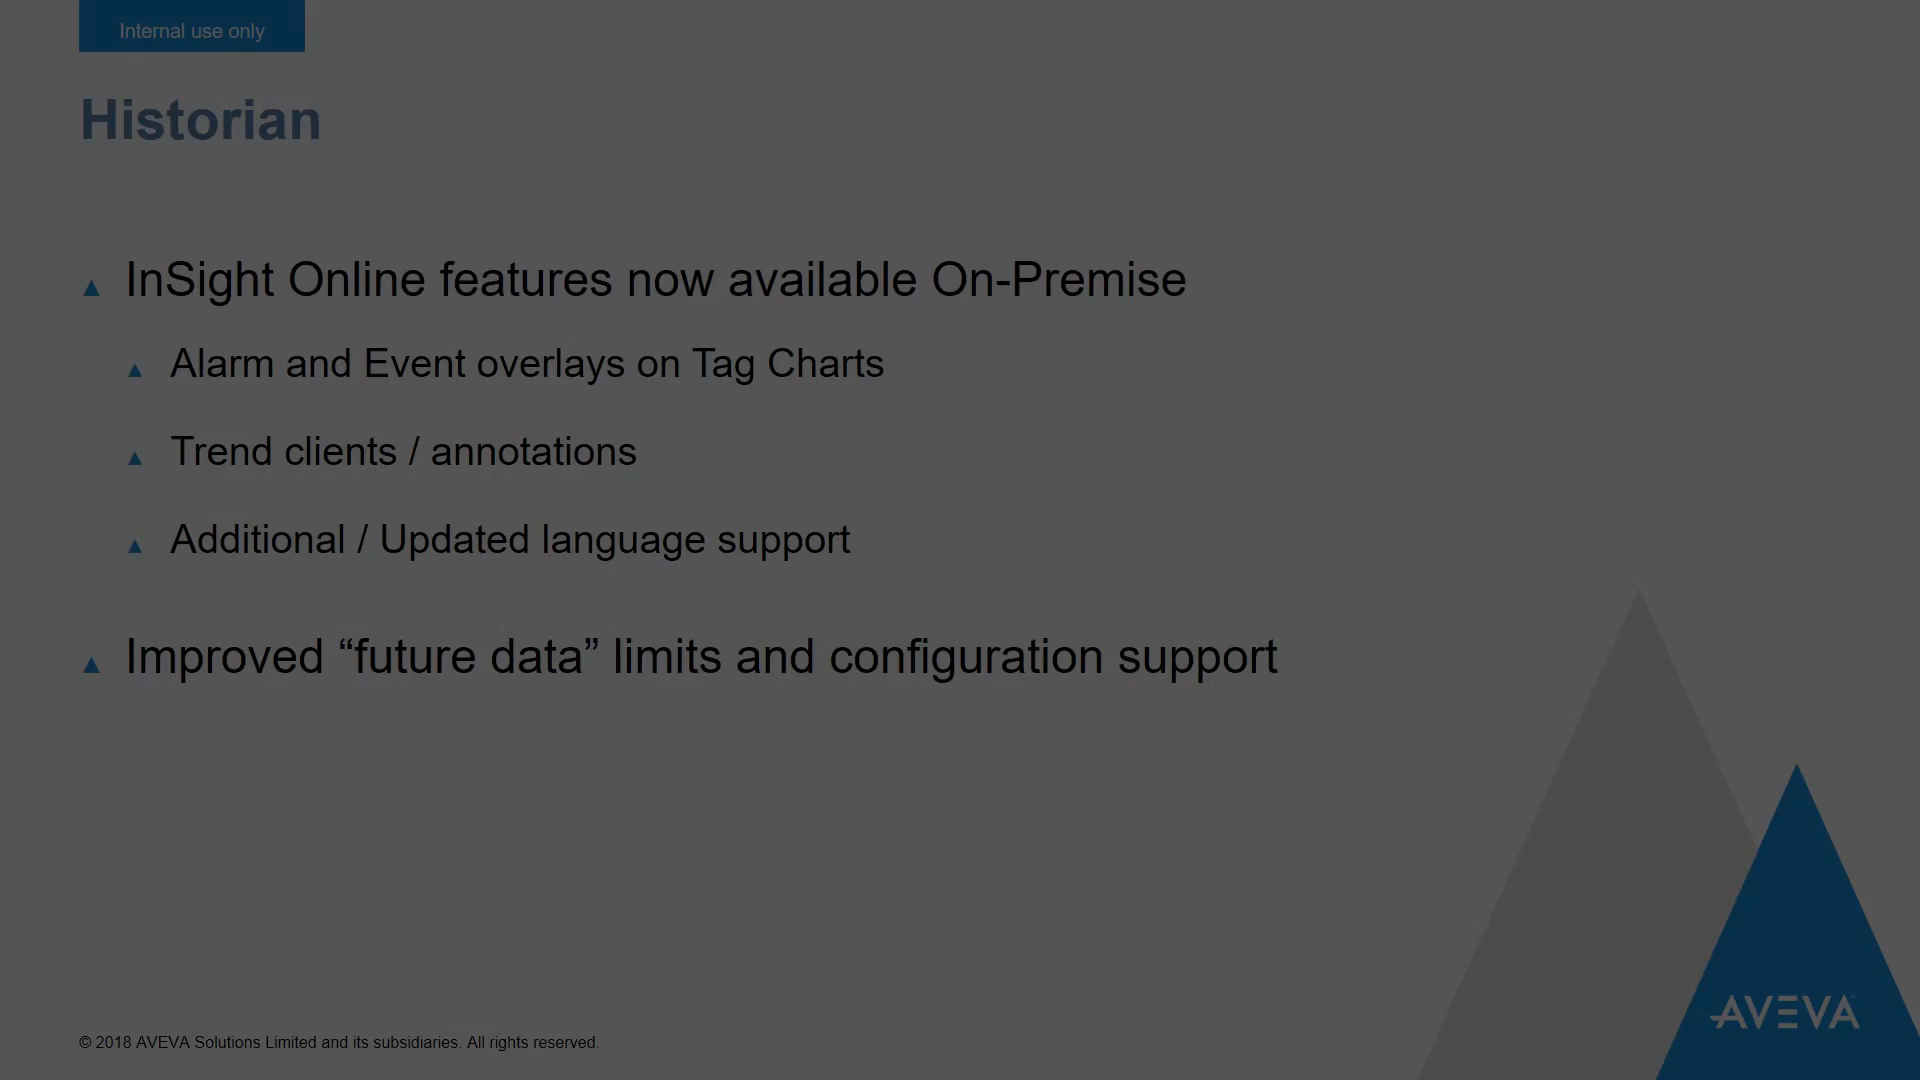 Internal use only
Historian
InSight Online features now available On-Premise
Alarm and Event overlays on Tag Charts
Trend clients / annotations
Additional / Updated language support
Improved “future data” limits and configuration support
AVEVA
© 2018 AVEVA Solutions Limited and its subsidiaries. All rights reserved.